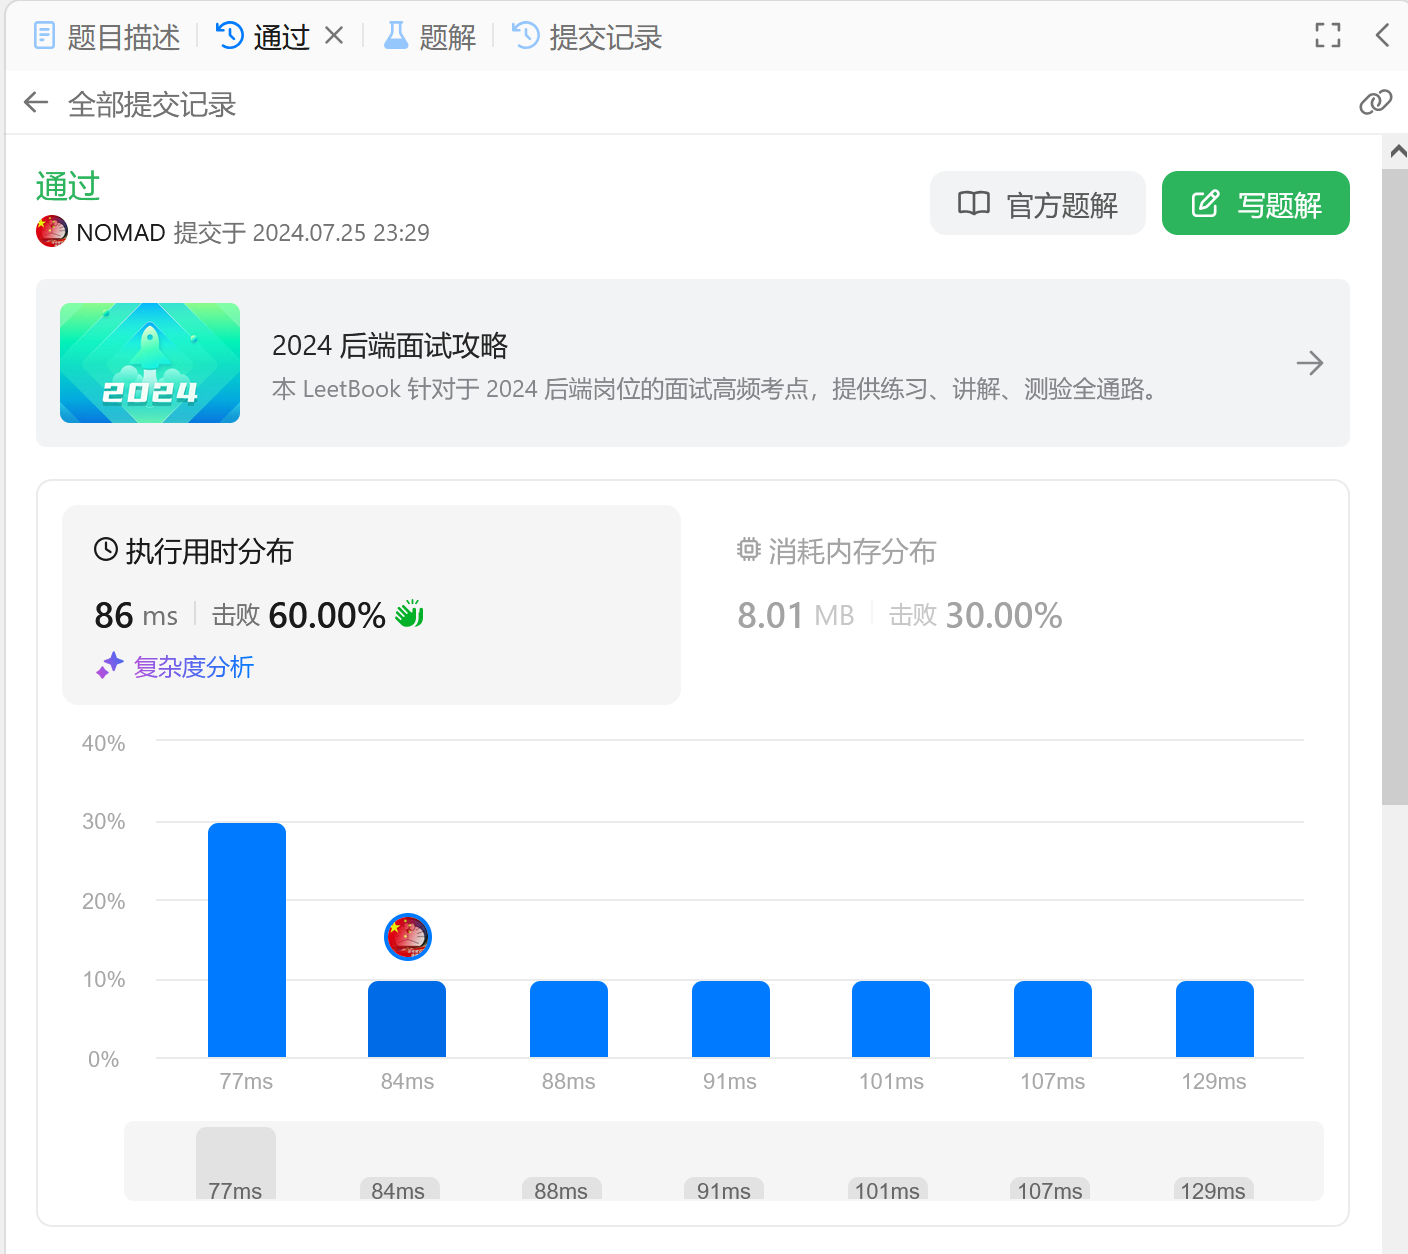 题目描述 通过 题解 提交记录
全部提交记录
通过
NOMAD 提交于 2024.07.25 23:29
官方题解
写题解
2024
2024 后端面试攻略
本 LeetBook 针对于 2024 后端岗位的面试高频考点，提供练习、讲解、测验全通路。
执行用时分布
86 ms 击败 60.00%
复杂度分析
消耗内存分布
8.01 MB 击败 30.00%
40%
30%
20%
10%
0%
77ms 84ms 88ms 91ms 101ms 107ms 129ms
77ms 84ms 88ms 91ms 101ms 107ms 129ms